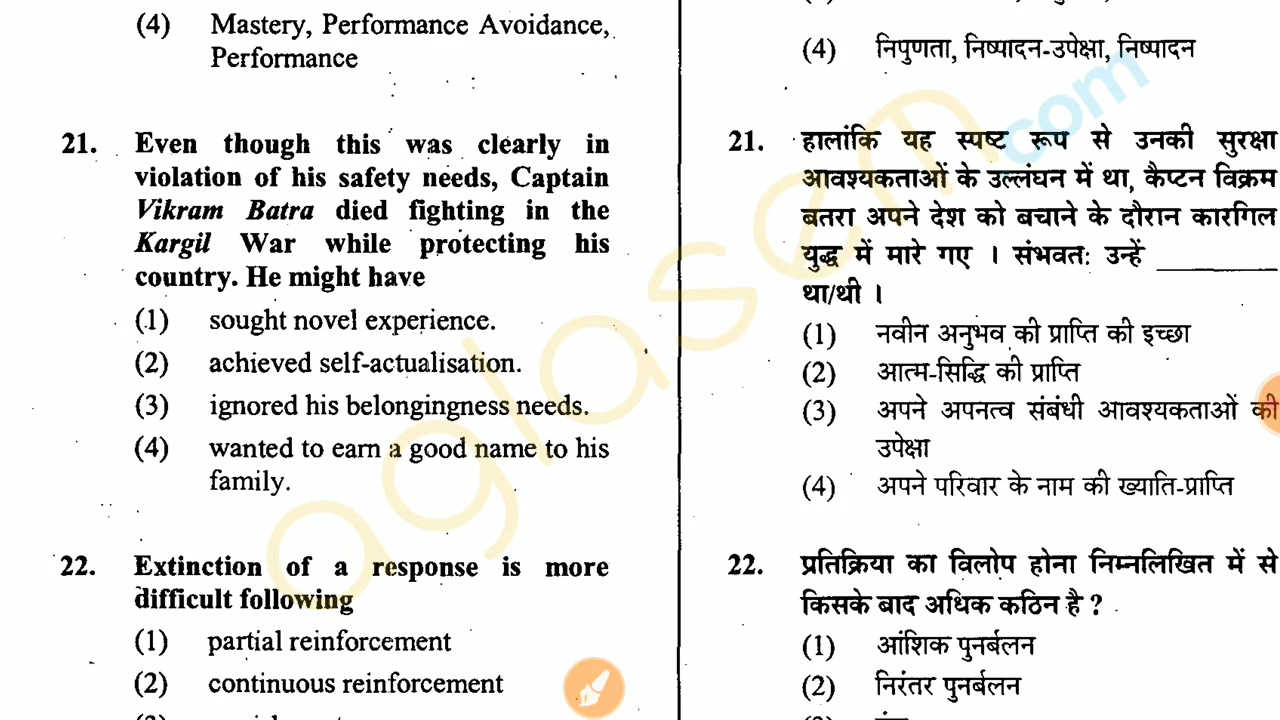 (4) Mastery, Performance Avoidance,
Performance
21. Even though this was clearly in
violation of his safety needs, Captain
Vikram Batra died fighting in the
Kargil War while protecting his
country. He might have
(1) sought novel experience.
(2) achieved self-actualisation.
(3) ignored his belongingness needs.
(4) wanted to earn a good name to his
family.
22. Extinction of a response is more
difficult following
(1) partial reinforcement
(2) continuous reinforcement
(4) निपुणता, निष्पादन-उपेक्षा, निष्पादन
21. हालांकि यह स्पष्ट रूप से उनकी सुरक्षा
आवश्यकताओं के उल्लंघन में था, कैप्टन विक्रम
बतरा अपने देश को बचाने के दौरान कारगिल
युद्ध में मारे गए । संभवतः उन्हें ________
था/थी ।
(1) नवीन अनुभव की प्राप्ति की इच्छा
(2) आत्म-सिद्धि की प्राप्ति
(3) अपने अपनत्व संबंधी आवश्यकताओं की
उपेक्षा
(4) अपने परिवार के नाम की ख्याति-प्राप्ति
22. प्रतिक्रिया का विलोप होना निम्नलिखित में से
किसके बाद अधिक कठिन है ?
(1) आंशिक पुनर्बलन
(2) निरंतर पुनर्बलन
aglasem.com